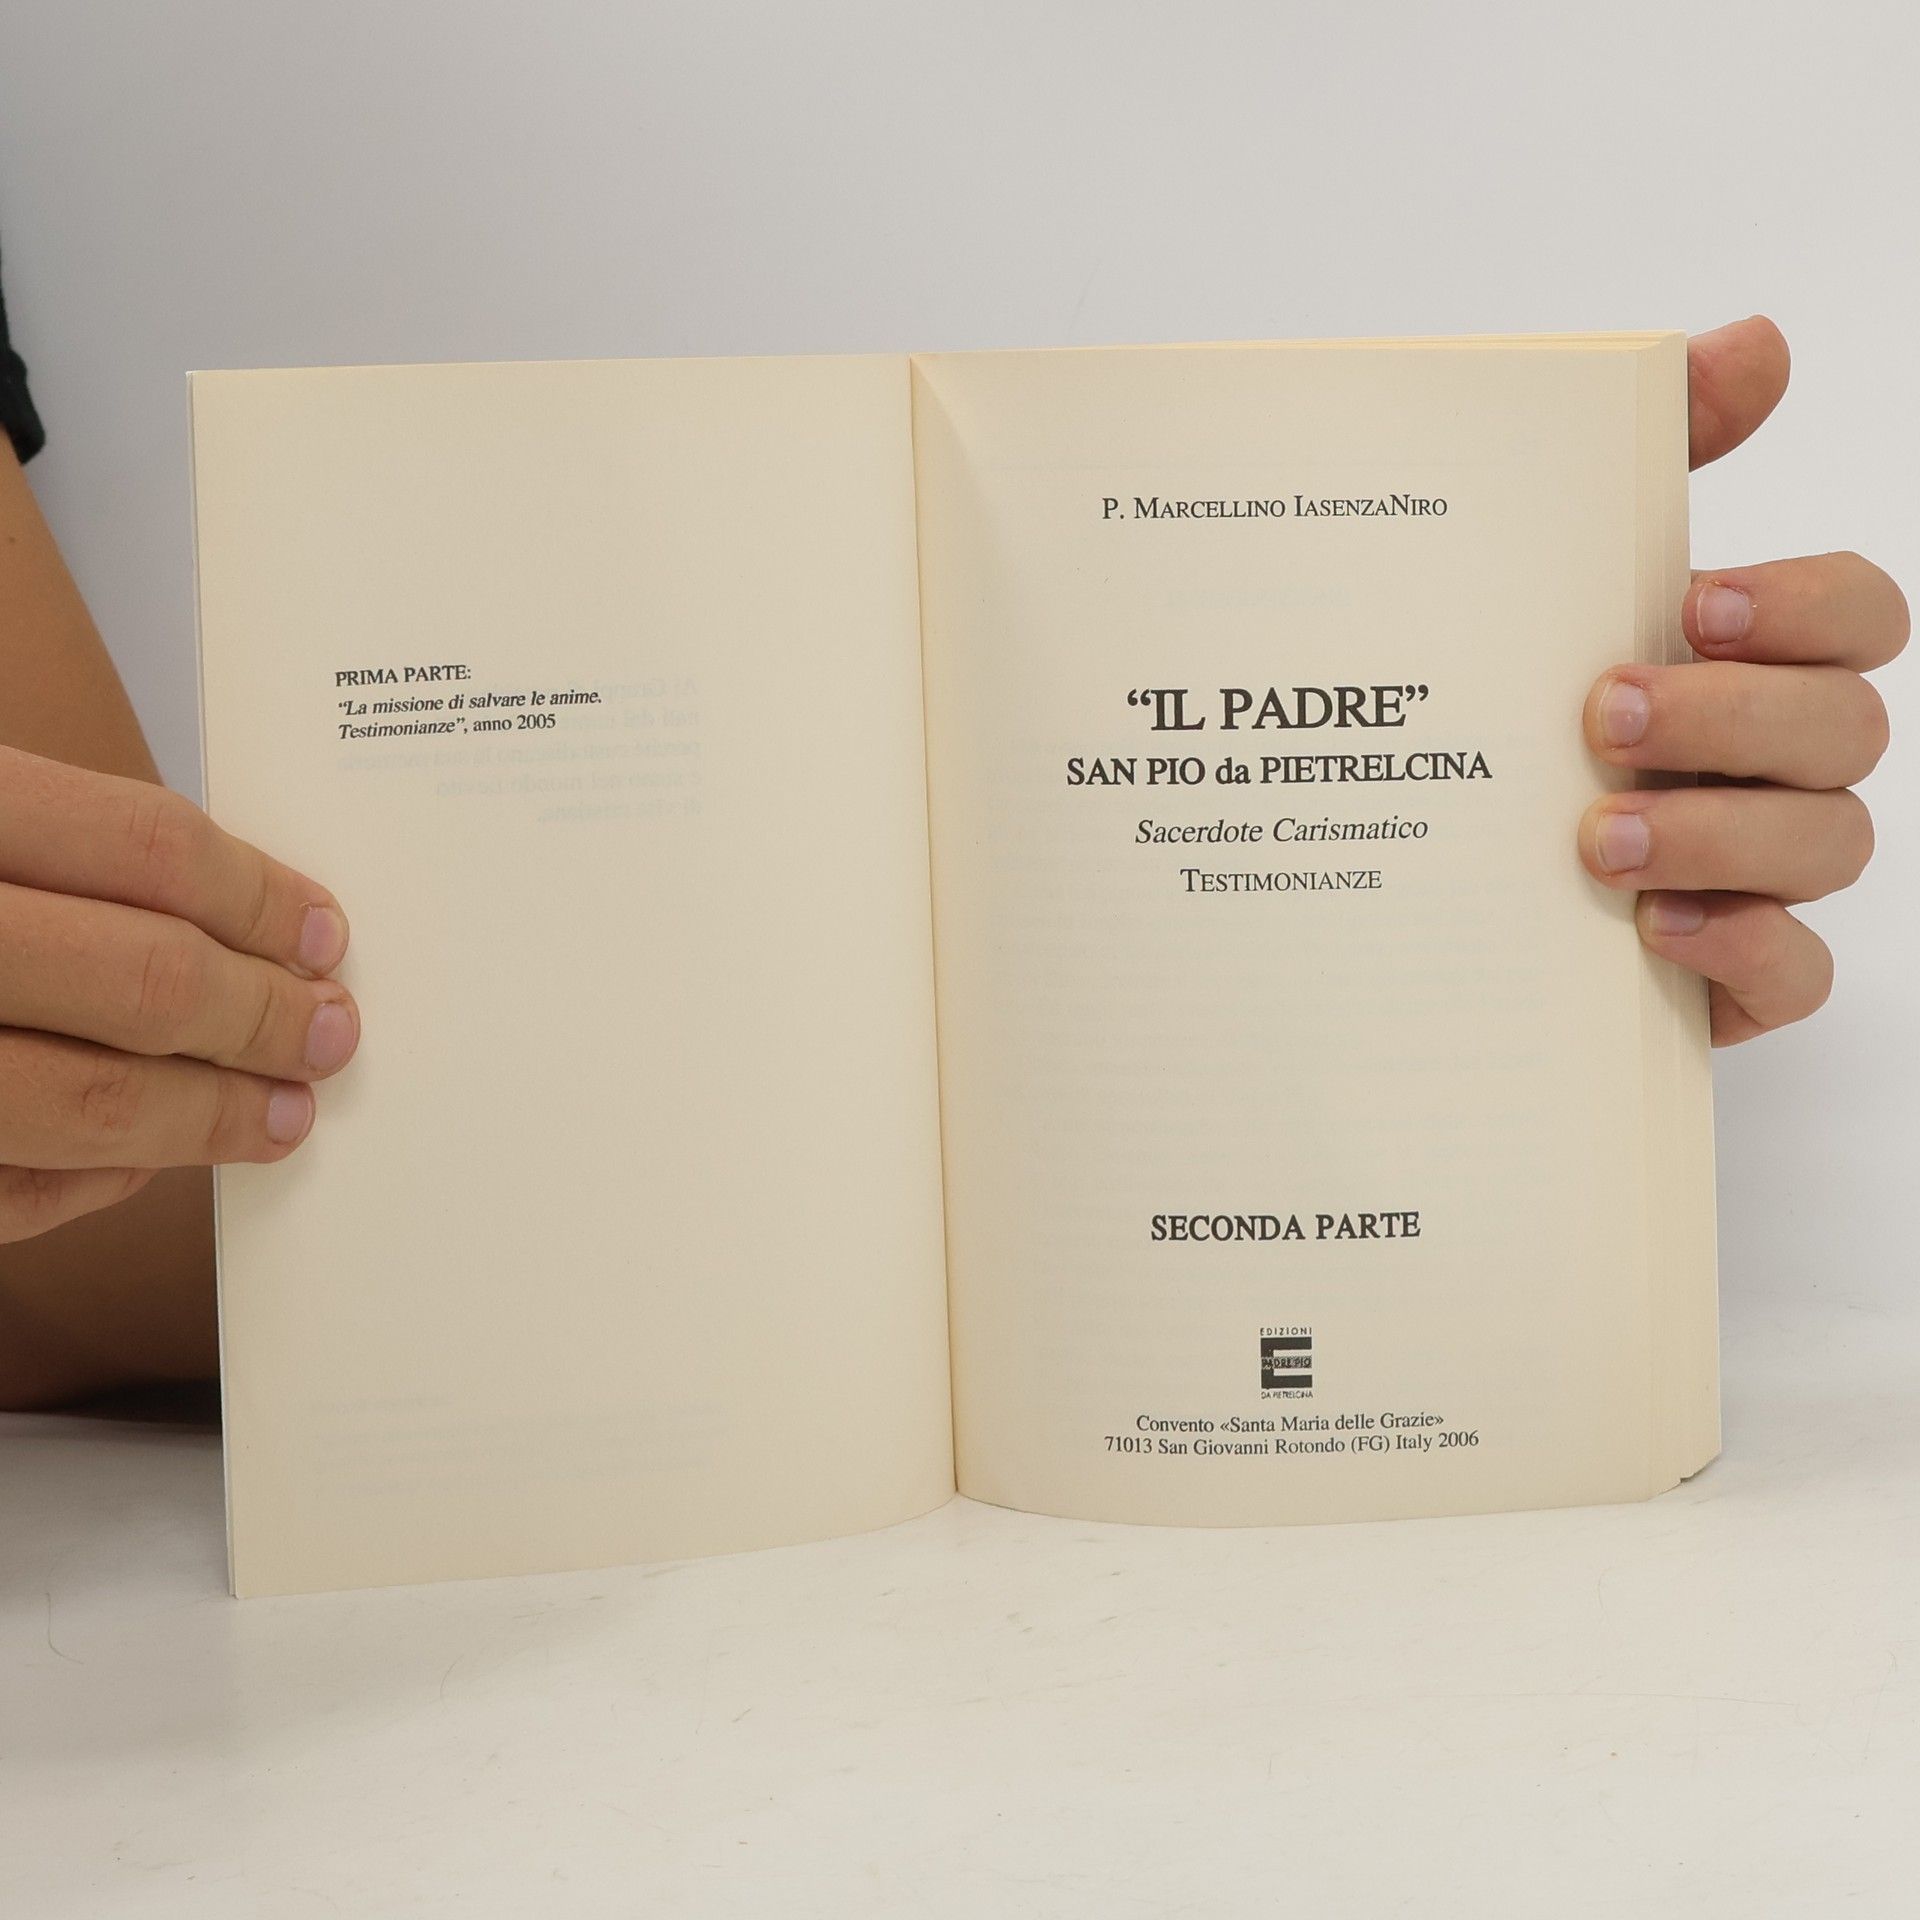 PRIMA PARTE:
“La missione di salvare le anime.
Testimonianze”, anno 2005
P. MARCELLINO IASENZANIRO
“IL PADRE”
SAN PIO da PIETRELCINA
Sacerdote Carismatico
TESTIMONIANZE
SECONDA PARTE
EDIZIONI
PADRE PIO
DA PIETRELCINA
Convento «Santa Maria delle Grazie»
71013 San Giovanni Rotondo (FG) Italy 2006